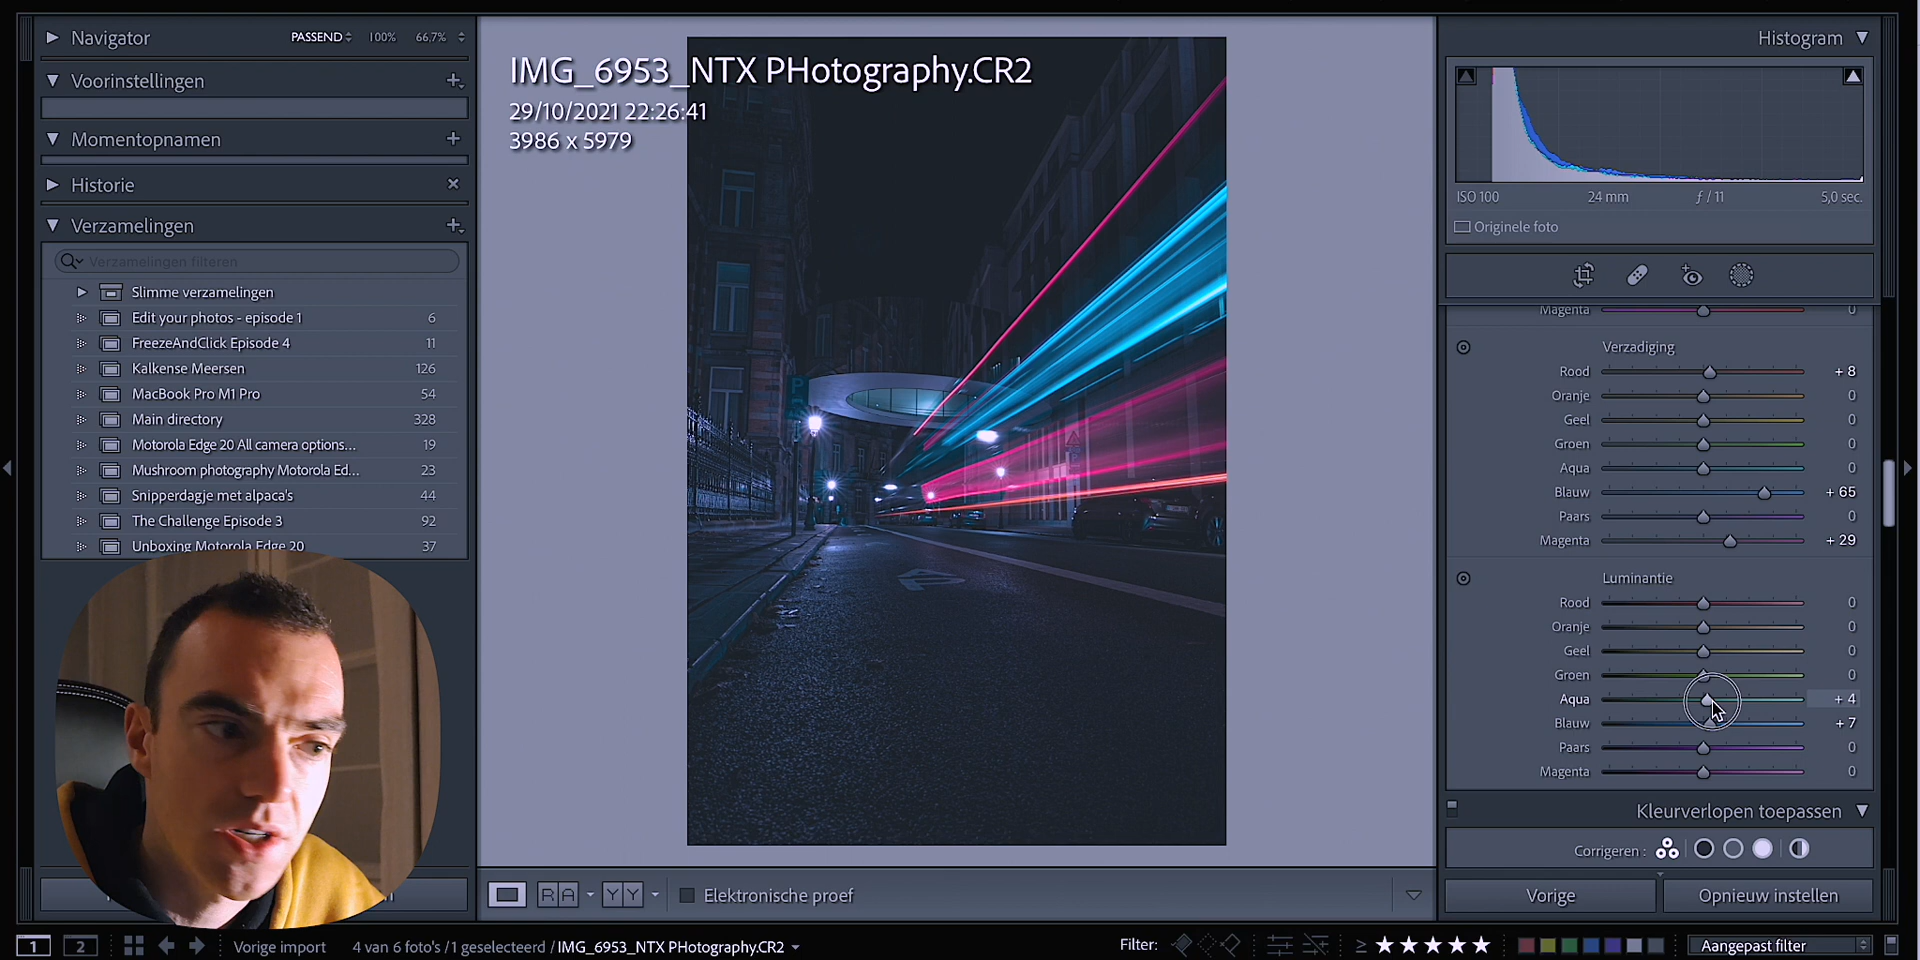 Navigator PASSEND 100% 66,7%
Voorinstellingen
Momentopnamen
Historie
Verzamelingen
Verzamelingen filteren
Slimme verzamelingen
Edit your photos - episode 1 6
FreezeAndClick Episode 4 11
Kalkense Meersen 126
MacBook Pro M1 Pro 54
Main directory 328
Motorola Edge 20 All camera options... 19
Mushroom photography Motorola Ed... 23
Snipperdagje met alpaca's 44
The Challenge Episode 3 92
Unboxing Motorola Edge 20 37
IMG_6953_NTX PHotography.CR2
29/10/2021 22:26:41
3986 x 5979
P
Histogram
ISO 100 24 mm ƒ / 11 5,0 sec.
Originele foto
Magenta 0
Verzadiging
Rood + 8
Oranje 0
Geel 0
Groen 0
Aqua 0
Blauw + 65
Paars 0
Magenta + 29
Luminantie
Rood 0
Oranje 0
Geel 0
Groen 0
Aqua + 4
Blauw + 7
Paars 0
Magenta 0
Kleurverlopen toepassen
Corrigeren :
Vorige Opnieuw instellen
R A Y Y Elektronische proef
1 2 Vorige import 4 van 6 foto's /1 geselecteerd / IMG_6953_NTX PHotography.CR2 Filter: ≥ ★★★★★ Aangepast filter